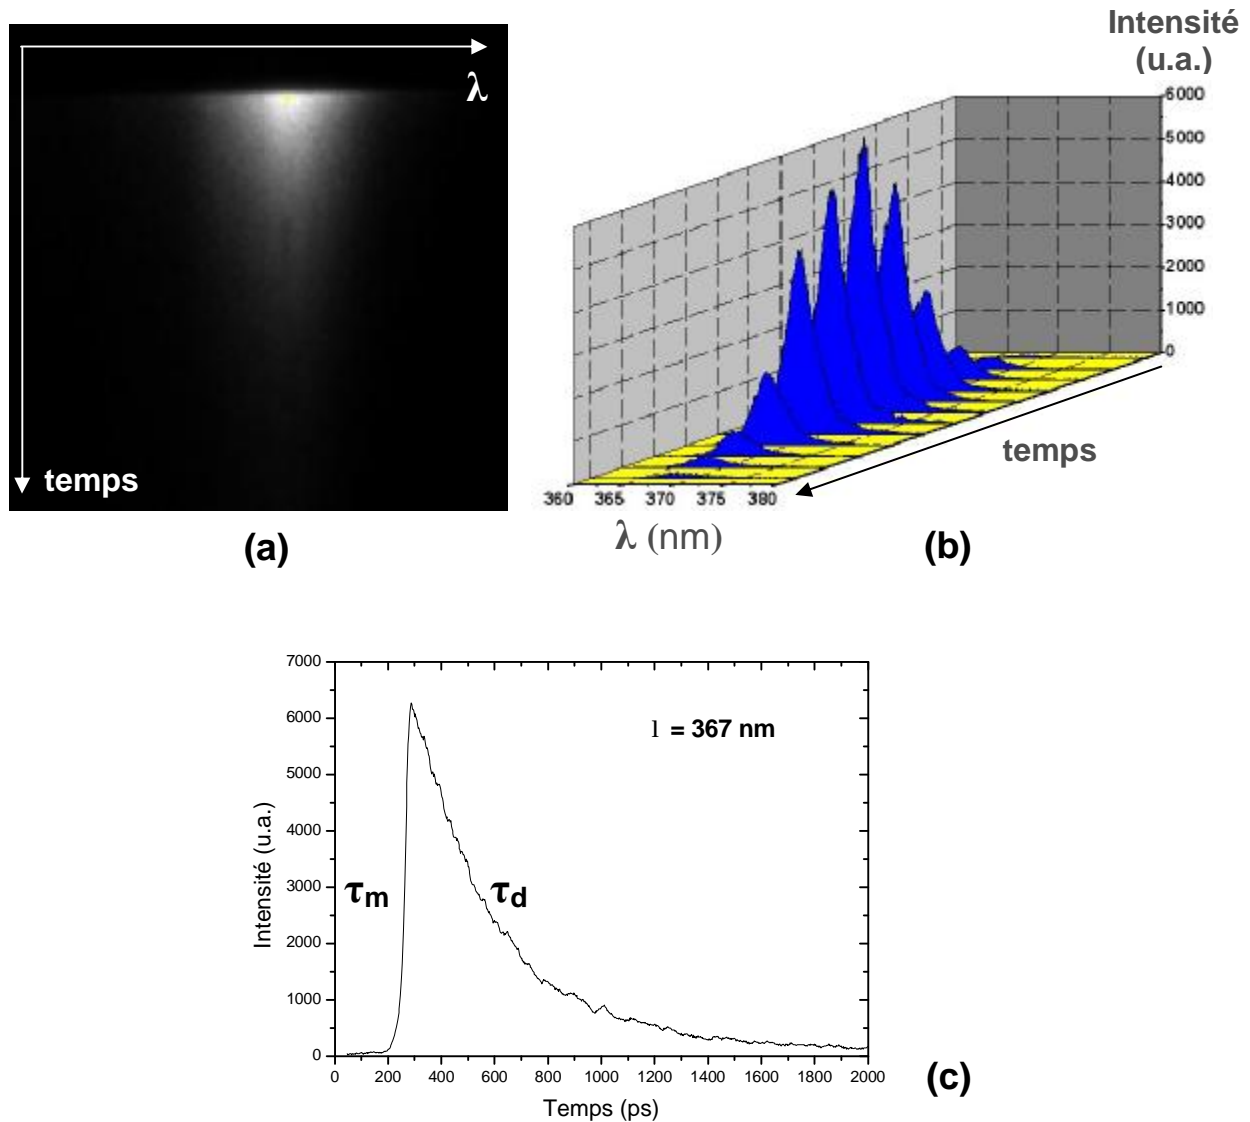 λ
temps
(a)
Intensité
(u.a.)
6000
5000
4000
3000
2000
1000
0
temps
360 365 370 375 380
λ (nm)
(b)
7000
6000
5000
4000
3000
2000
1000
0
Intensité (u.a.)
l = 367 nm
τm
τd
0 200 400 600 800 1000 1200 1400 1600 1800 2000
Temps (ps)
(c)